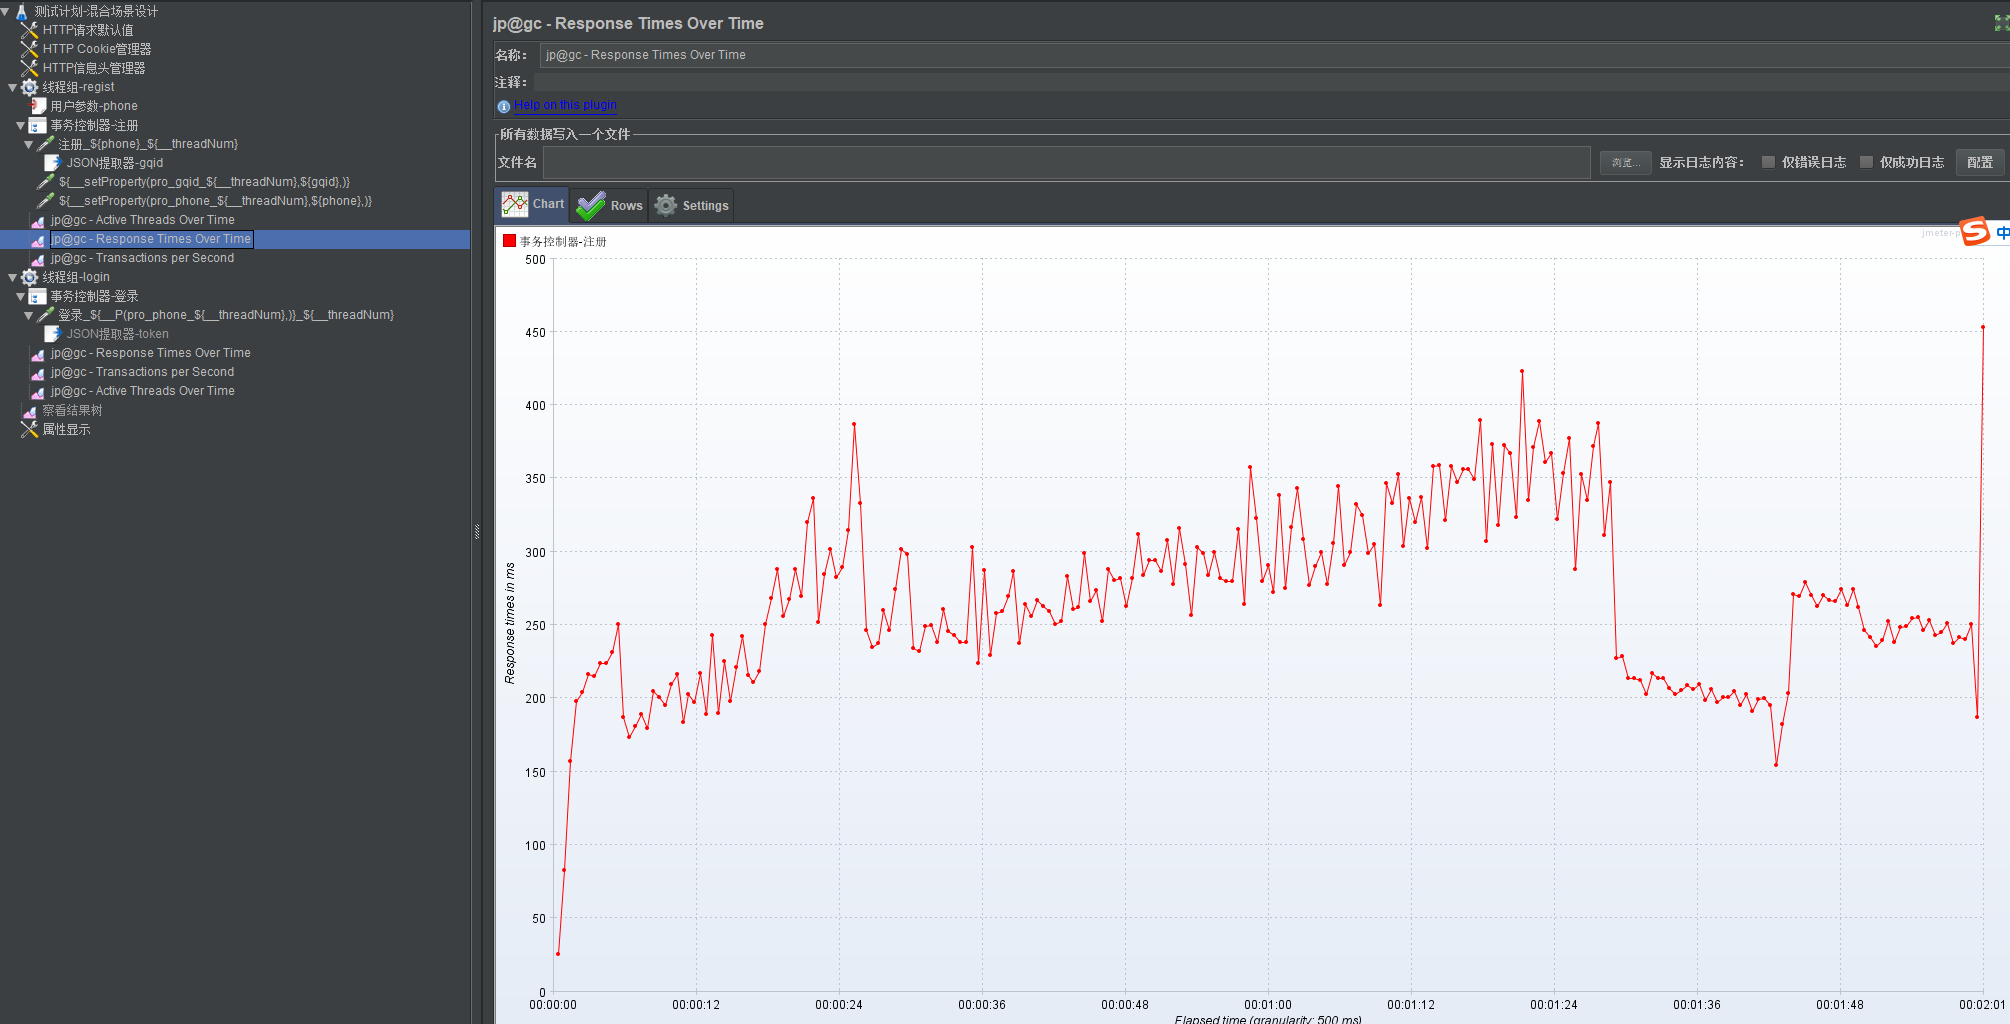 测试计划-混合场景设计
HTTP请求默认值
HTTP Cookie管理器
HTTP信息头管理器
线程组-regist
用户参数-phone
事务控制器-注册
注册_${phone}_${__threadNum}
JSON提取器-gqid
${__setProperty(pro_gqid_${__threadNum},${gqid},)}
${__setProperty(pro_phone_${__threadNum},${phone},)}
jp@gc - Active Threads Over Time
jp@gc - Response Times Over Time
jp@gc - Transactions per Second
线程组-login
事务控制器-登录
登录_${__P(pro_phone_${__threadNum},)}_${__threadNum}
JSON提取器-token
jp@gc - Response Times Over Time
jp@gc - Transactions per Second
jp@gc - Active Threads Over Time
察看结果树
属性显示
jp@gc - Response Times Over Time
名称： jp@gc - Response Times Over Time
注释：
Help on this plugin
所有数据写入一个文件
文件名 浏览... 显示日志内容： 仅错误日志 仅成功日志 配置
Chart Rows Settings
事务控制器-注册
jmeter-p
中
500
450
400
350
300
250
200
150
100
50
0
Response times in ms
00:00:00 00:00:12 00:00:24 00:00:36 00:00:48 00:01:00 00:01:12 00:01:24 00:01:36 00:01:48 00:02:01
Elapsed time (granularity: 500 ms)